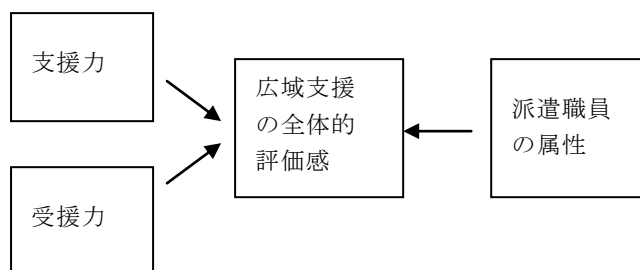 支援力
受援力
広域支援
の全体的
評価感
派遣職員
の属性